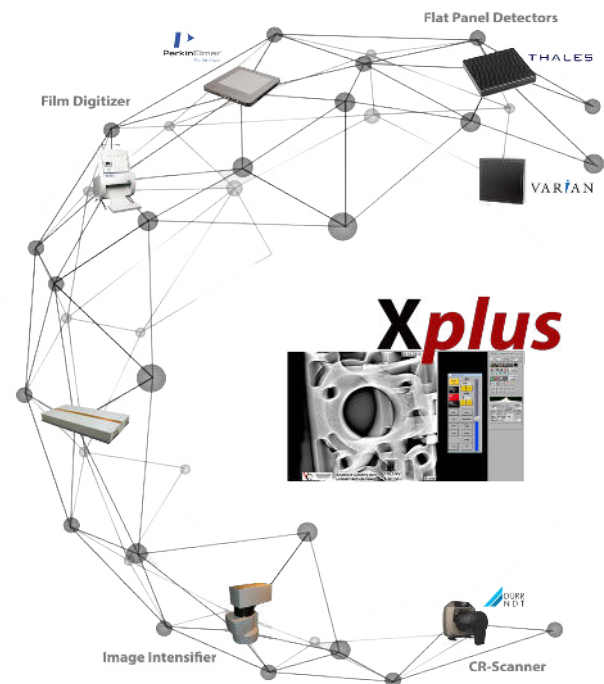 Flat Panel Detectors
PerkinElmer
THALES
Film Digitizer
VARIAN
Xplus
DÜRR
NDT
Image Intensifier
CR-Scanner